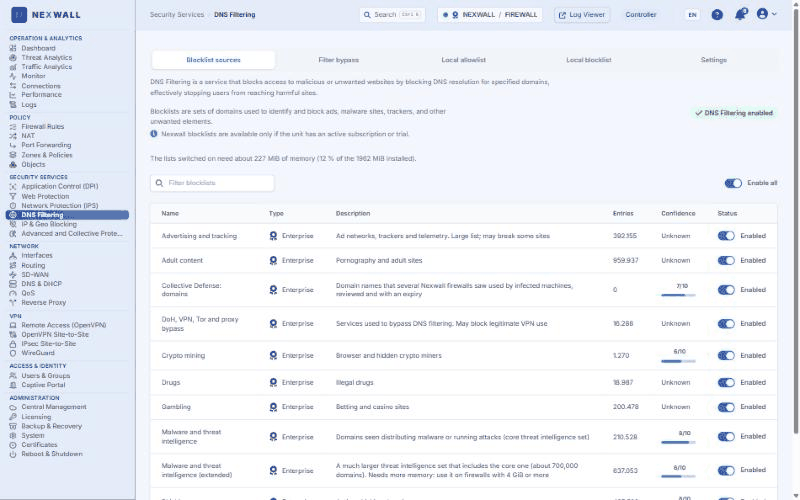 NEXWALL
Security Services
DNS Filtering
Search
NEXWALL / FIREWALL
Log Viewer
Controller
EN
OPERATION & ANALYTICS
Dashboard
Threat Analytics
Traffic Analytics
Monitor
Connections
Performance
Logs
POLICY
Firewall Rules
NAT
Port Forwarding
Zones & Policies
Objects
SECURITY SERVICES
Application Control (DPI)
Web Protection
Network Protection (IPS)
DNS Filtering
IP & Geo Blocking
Advanced and Collective Prote...
NETWORK
Interfaces
Routing
SD-WAN
DNS & DHCP
QoS
Reverse Proxy
VPN
Remote Access (OpenVPN)
OpenVPN Site-to-Site
IPsec Site-to-Site
WireGuard
ACCESS & IDENTITY
Users & Groups
Captive Portal
ADMINISTRATION
Central Management
Licensing
Backup & Recovery
System
Certificates
Reboot & Shutdown
Blocklist sources
Filter bypass
Local allowlist
Local blocklist
Settings
DNS Filtering is a service that blocks access to malicious or unwanted websites by blocking DNS resolution for specified domains,
effectively stopping users from reaching harmful sites.
Blocklists are sets of domains used to identify and block ads, malware sites, trackers, and other
unwanted elements.
DNS Filtering enabled
Nexwall blocklists are available only if the unit has an active subscription or trial.
The lists switched on need about 227 MiB of memory (12 % of the 1962 MiB installed).
Filter blocklists
Enable all
Name Type Description Entries Confidence Status
Advertising and tracking Enterprise Ad networks, trackers and telemetry. Large list; may break some sites 392.155 Unknown Enabled
Adult content Enterprise Pornography and adult sites 959.937 Unknown Enabled
Collective Defense:
domains
Enterprise
Domain names that several Nexwall firewalls saw used by infected machines,
reviewed and with an expiry
0
7/10
Enabled
DoH, VPN, Tor and proxy
bypass
Enterprise
Services used to bypass DNS filtering. May block legitimate VPN use
16.288
Unknown
Enabled
Crypto mining Enterprise Browser and hidden crypto miners 1.270 6/10 Enabled
Drugs Enterprise Illegal drugs 18.987 Unknown Enabled
Gambling Enterprise Betting and casino sites 200.478 Unknown Enabled
Malware and threat
intelligence
Enterprise
Domains seen distributing malware or running attacks (core threat intelligence set)
210.528
Enabled
Malware and threat
intelligence (extended)
Enterprise
A much larger threat intelligence set that includes the core one (about 700,000
domains). Needs more memory: use it on firewalls with 4 GiB or more
637,053
6/10
Enabled